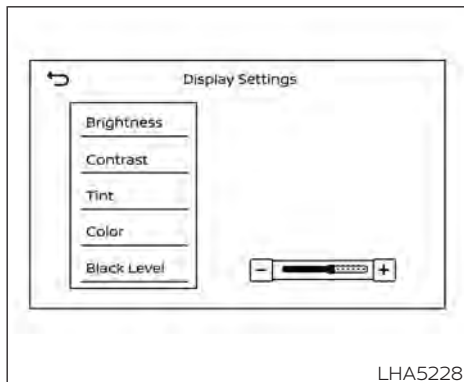 Display Settings
Brightness
Contrast
Tint
Color
Black Level
- +
LHA5228